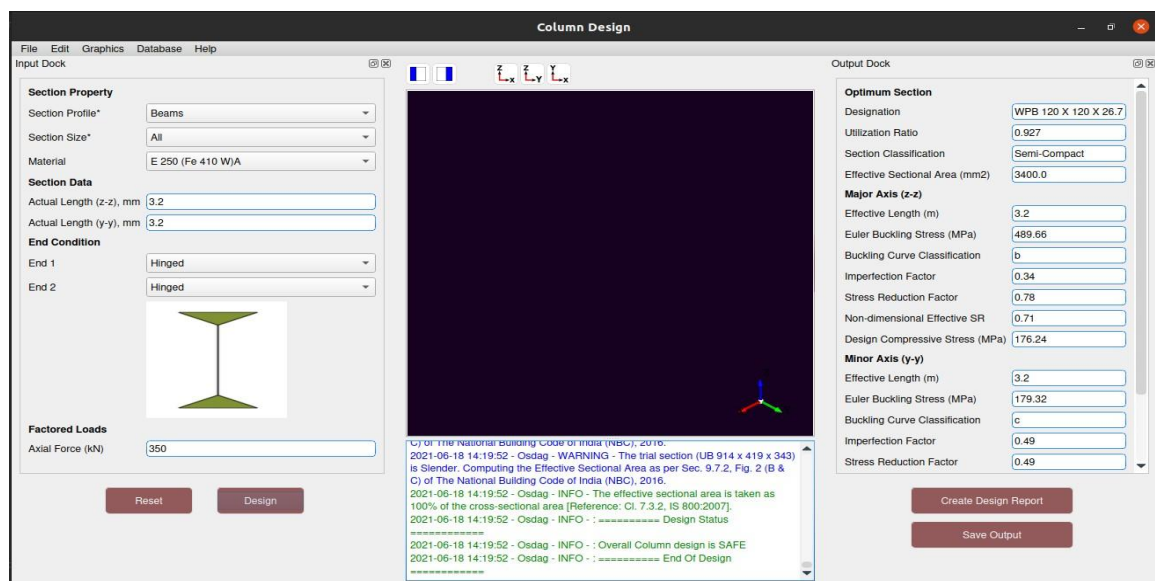 Column Design
File Edit Graphics Database Help
Input Dock
Section Property
Section Profile* Beams
Section Size* All
Material E 250 (Fe 410 W)A
Section Data
Actual Length (z-z), mm 3.2
Actual Length (y-y), mm 3.2
End Condition
End 1 Hinged
End 2 Hinged
Factored Loads
Axial Force (kN) 350
Reset Design
Z x Z Y Y x
C) of The National Building Code of India (NBC), 2016.
2021-06-18 14:19:52 - Osdag - WARNING - The trial section (UB 914 x 419 x 343)
is Slender. Computing the Effective Sectional Area as per Sec. 9.7.2, Fig. 2 (B &
C) of The National Building Code of India (NBC), 2016.
2021-06-18 14:19:52 - Osdag - INFO - The effective sectional area is taken as
100% of the cross-sectional area [Reference: Cl. 7.3.2, IS 800:2007].
2021-06-18 14:19:52 - Osdag - INFO - : ========== Design Status
============
2021-06-18 14:19:52 - Osdag - INFO - : Overall Column design is SAFE
2021-06-18 14:19:52 - Osdag - INFO - : ========== End Of Design
============
Output Dock
Optimum Section
Designation WPB 120 X 120 X 26.7
Utilization Ratio 0.927
Section Classification Semi-Compact
Effective Sectional Area (mm2) 3400.0
Major Axis (z-z)
Effective Length (m) 3.2
Euler Buckling Stress (MPa) 489.66
Buckling Curve Classification b
Imperfection Factor 0.34
Stress Reduction Factor 0.78
Non-dimensional Effective SR 0.71
Design Compressive Stress (MPa) 176.24
Minor Axis (y-y)
Effective Length (m) 3.2
Euler Buckling Stress (MPa) 179.32
Buckling Curve Classification c
Imperfection Factor 0.49
Stress Reduction Factor 0.49
Create Design Report
Save Output